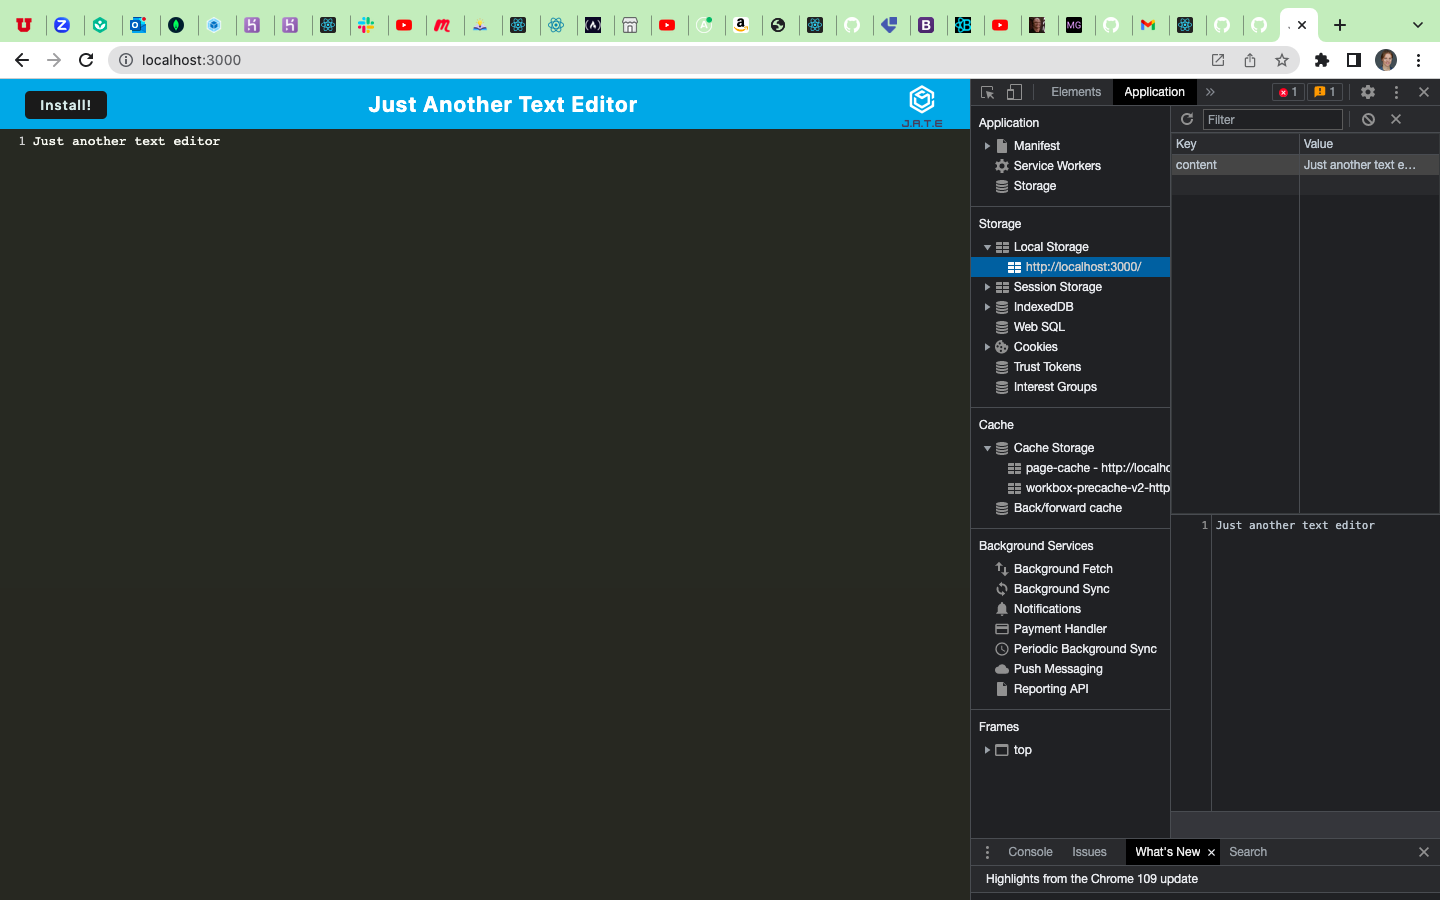 localhost:3000
Install!
Just Another Text Editor
J.A.T.E
1 Just another text editor
Elements
Application
1
1
Application
Manifest
Service Workers
Storage
Storage
Local Storage
http://localhost:3000/
Session Storage
IndexedDB
Web SQL
Cookies
Trust Tokens
Interest Groups
Cache
Cache Storage
page-cache - http://localho
workbox-precache-v2-http
Back/forward cache
Background Services
Background Fetch
Background Sync
Notifications
Payment Handler
Periodic Background Sync
Push Messaging
Reporting API
Frames
top
Filter
Key Value
content Just another text e…
1 Just another text editor
Console
Issues
What's New
Search
Highlights from the Chrome 109 update